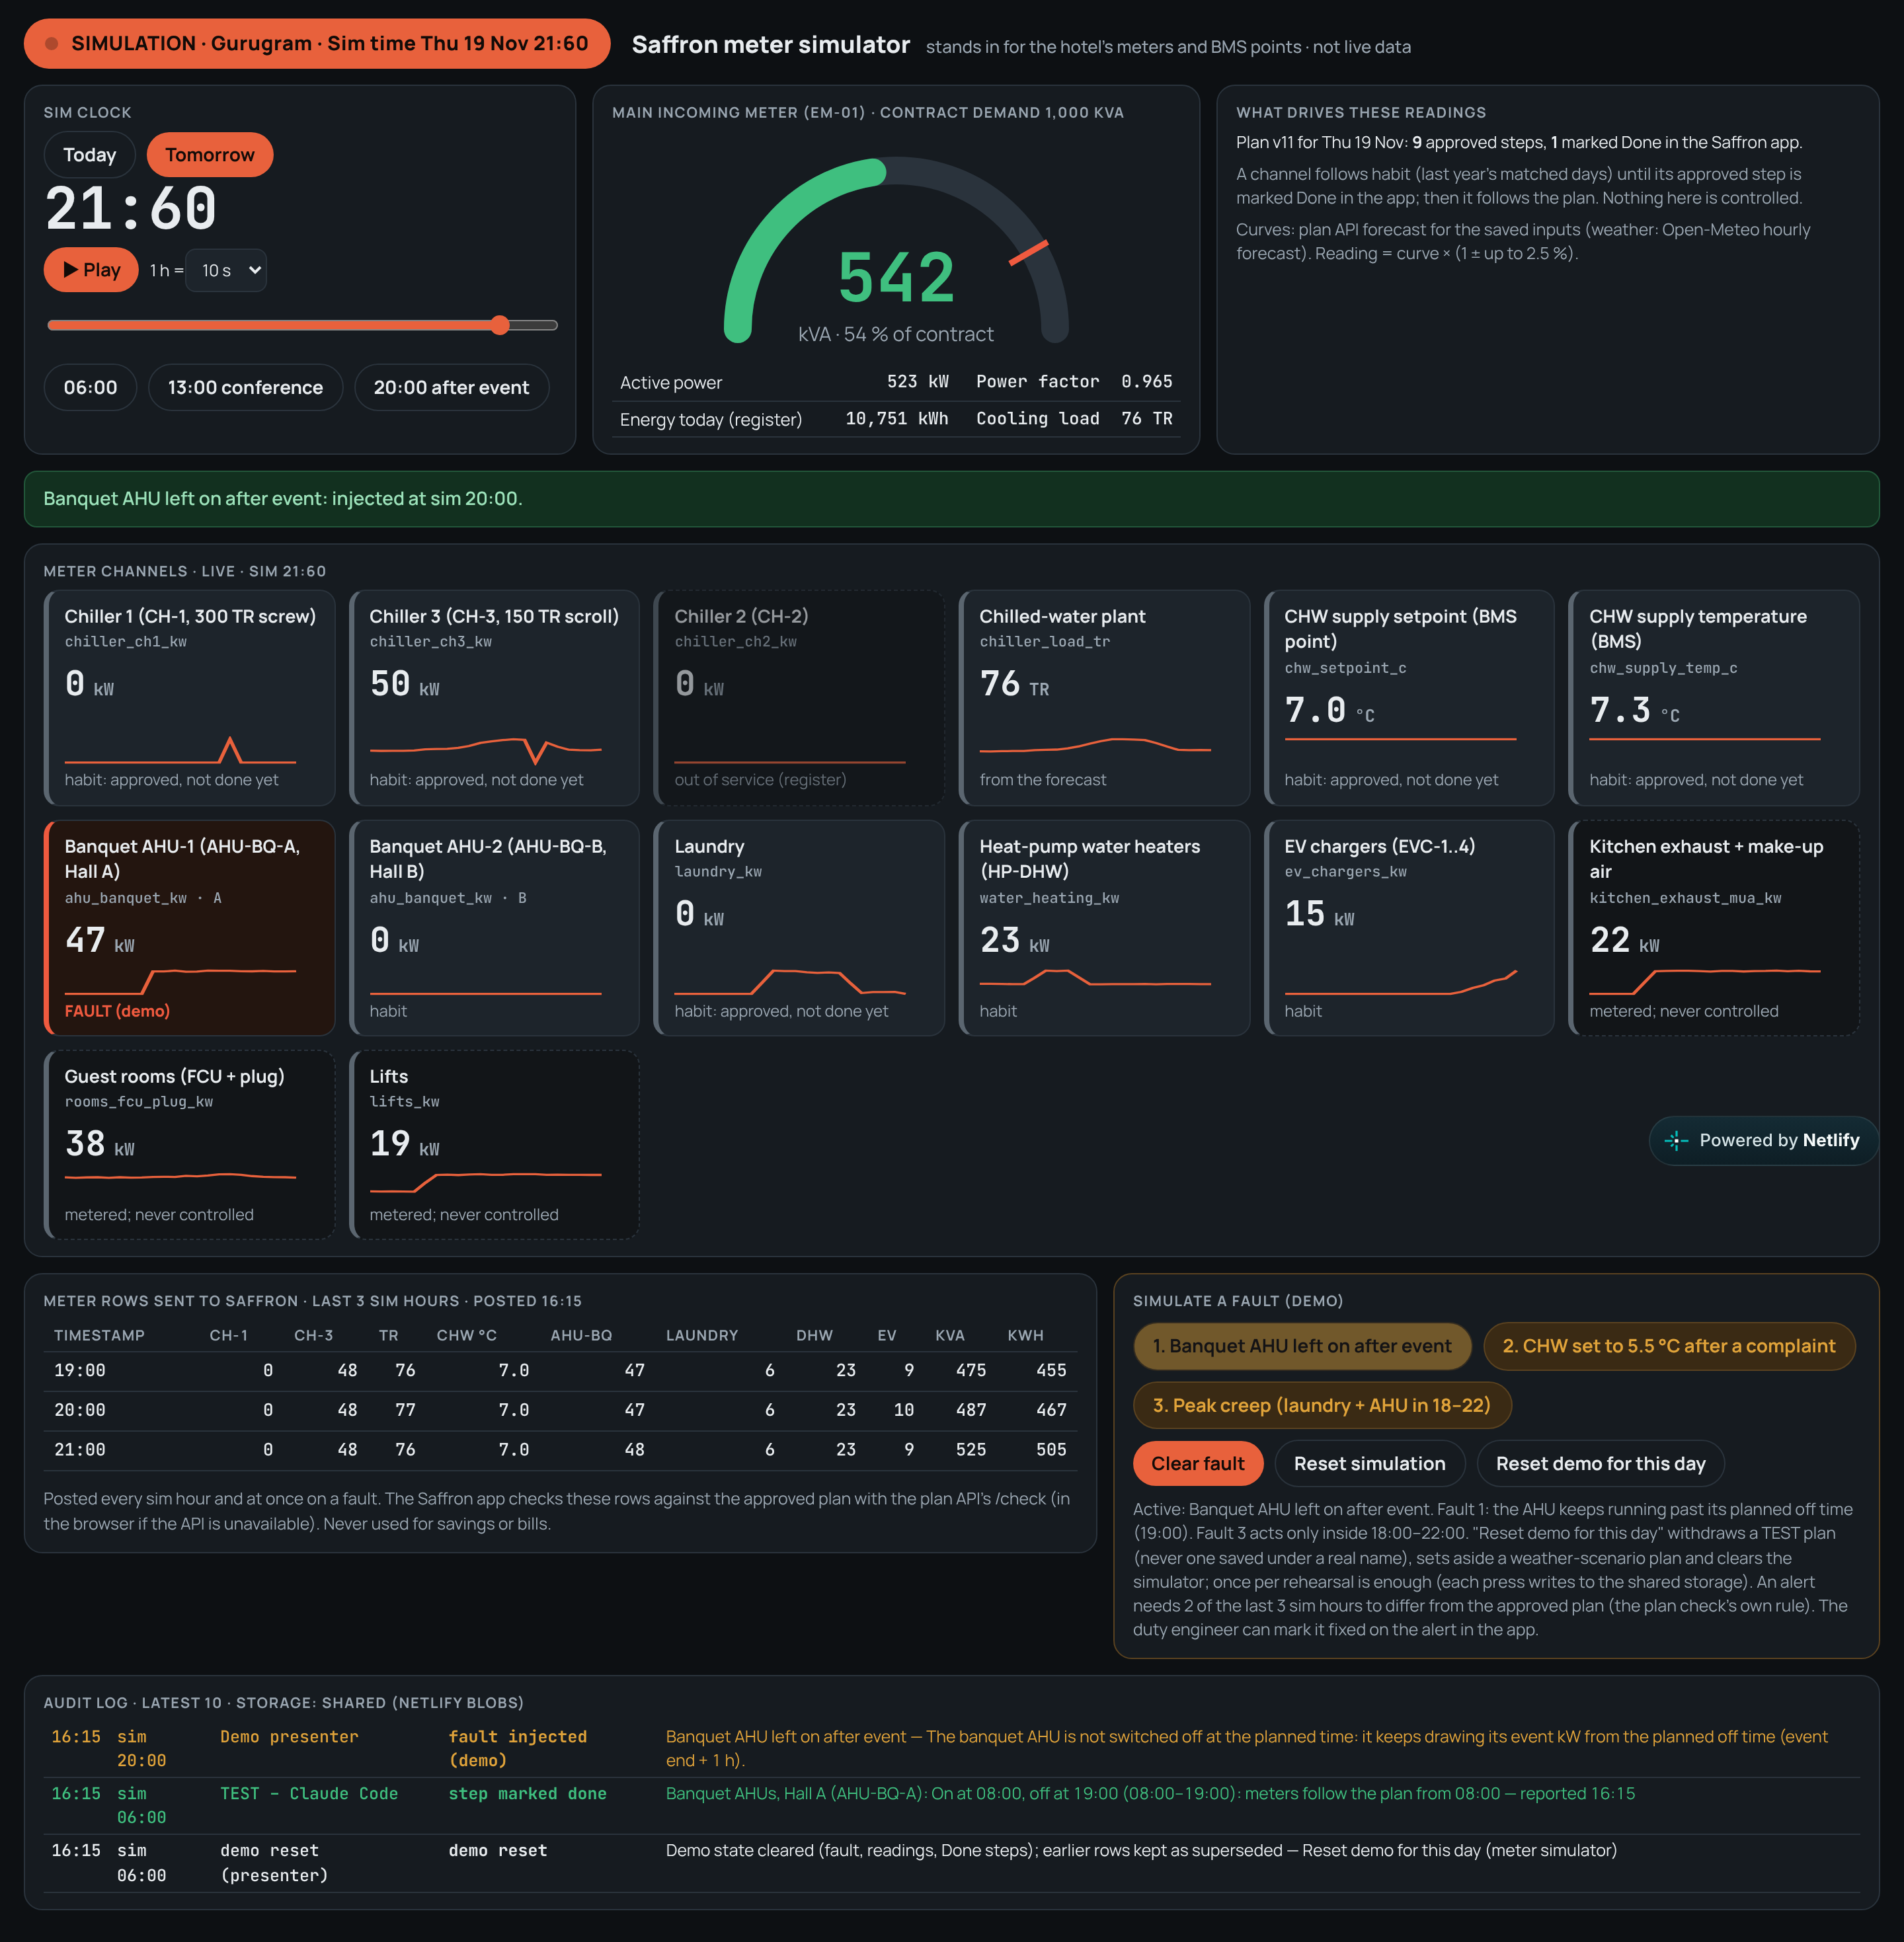 SIMULATION · Gurugram · Sim time Thu 19 Nov 21:60
Saffron meter simulator
stands in for the hotel's meters and BMS points · not live data
SIM CLOCK
Today
Tomorrow
21:60
▶ Play
1 h =
10 s
06:00
13:00 conference
20:00 after event
MAIN INCOMING METER (EM-01) · CONTRACT DEMAND 1,000 KVA
542
kVA · 54 % of contract
Active power 523 kW Power factor 0.965
Energy today (register) 10,751 kWh Cooling load 76 TR
WHAT DRIVES THESE READINGS
Plan v11 for Thu 19 Nov: 9 approved steps, 1 marked Done in the Saffron app.
A channel follows habit (last year's matched days) until its approved step is
marked Done in the app; then it follows the plan. Nothing here is controlled.
Curves: plan API forecast for the saved inputs (weather: Open-Meteo hourly
forecast). Reading = curve × (1 ± up to 2.5 %).
Banquet AHU left on after event: injected at sim 20:00.
METER CHANNELS · LIVE · SIM 21:60
Chiller 1 (CH-1, 300 TR screw)
chiller_ch1_kw
0 kW
habit: approved, not done yet
Chiller 3 (CH-3, 150 TR scroll)
chiller_ch3_kw
50 kW
habit: approved, not done yet
Chiller 2 (CH-2)
chiller_ch2_kw
0 kW
out of service (register)
Chilled-water plant
chiller_load_tr
76 TR
from the forecast
CHW supply setpoint (BMS
point)
chw_setpoint_c
7.0 °C
habit: approved, not done yet
CHW supply temperature
(BMS)
chw_supply_temp_c
7.3 °C
habit: approved, not done yet
Banquet AHU-1 (AHU-BQ-A,
Hall A)
ahu_banquet_kw · A
47 kW
FAULT (demo)
Banquet AHU-2 (AHU-BQ-B,
Hall B)
ahu_banquet_kw · B
0 kW
habit
Laundry
laundry_kw
0 kW
habit: approved, not done yet
Heat-pump water heaters
(HP-DHW)
water_heating_kw
23 kW
habit
EV chargers (EVC-1..4)
ev_chargers_kw
15 kW
habit
Kitchen exhaust + make-up
air
kitchen_exhaust_mua_kw
22 kW
metered; never controlled
Guest rooms (FCU + plug)
rooms_fcu_plug_kw
38 kW
metered; never controlled
Lifts
lifts_kw
19 kW
metered; never controlled
Powered by Netlify
METER ROWS SENT TO SAFFRON · LAST 3 SIM HOURS · POSTED 16:15
TIMESTAMP CH-1 CH-3 TR CHW °C AHU-BQ LAUNDRY DHW EV KVA KWH
19:00 0 48 76 7.0 47 6 23 9 475 455
20:00 0 48 77 7.0 47 6 23 10 487 467
21:00 0 48 76 7.0 48 6 23 9 525 505
Posted every sim hour and at once on a fault. The Saffron app checks these rows against the approved plan with the plan API's /check (in
the browser if the API is unavailable). Never used for savings or bills.
SIMULATE A FAULT (DEMO)
1. Banquet AHU left on after event
2. CHW set to 5.5 °C after a complaint
3. Peak creep (laundry + AHU in 18–22)
Clear fault
Reset simulation
Reset demo for this day
Active: Banquet AHU left on after event. Fault 1: the AHU keeps running past its planned off time
(19:00). Fault 3 acts only inside 18:00–22:00. "Reset demo for this day" withdraws a TEST plan
(never one saved under a real name), sets aside a weather-scenario plan and clears the
simulator; once per rehearsal is enough (each press writes to the shared storage). An alert
needs 2 of the last 3 sim hours to differ from the approved plan (the plan check's own rule). The
duty engineer can mark it fixed on the alert in the app.
AUDIT LOG · LATEST 10 · STORAGE: SHARED (NETLIFY BLOBS)
16:15 sim Demo presenter fault injected Banquet AHU left on after event — The banquet AHU is not switched off at the planned time: it keeps drawing its event kW from the planned off time (event
20:00 (demo) end + 1 h).
16:15 sim TEST – Claude Code step marked done Banquet AHUs, Hall A (AHU-BQ-A): On at 08:00, off at 19:00 (08:00–19:00): meters follow the plan from 08:00 — reported 16:15
06:00
16:15 sim demo reset demo reset Demo state cleared (fault, readings, Done steps); earlier rows kept as superseded — Reset demo for this day (meter simulator)
06:00 (presenter)